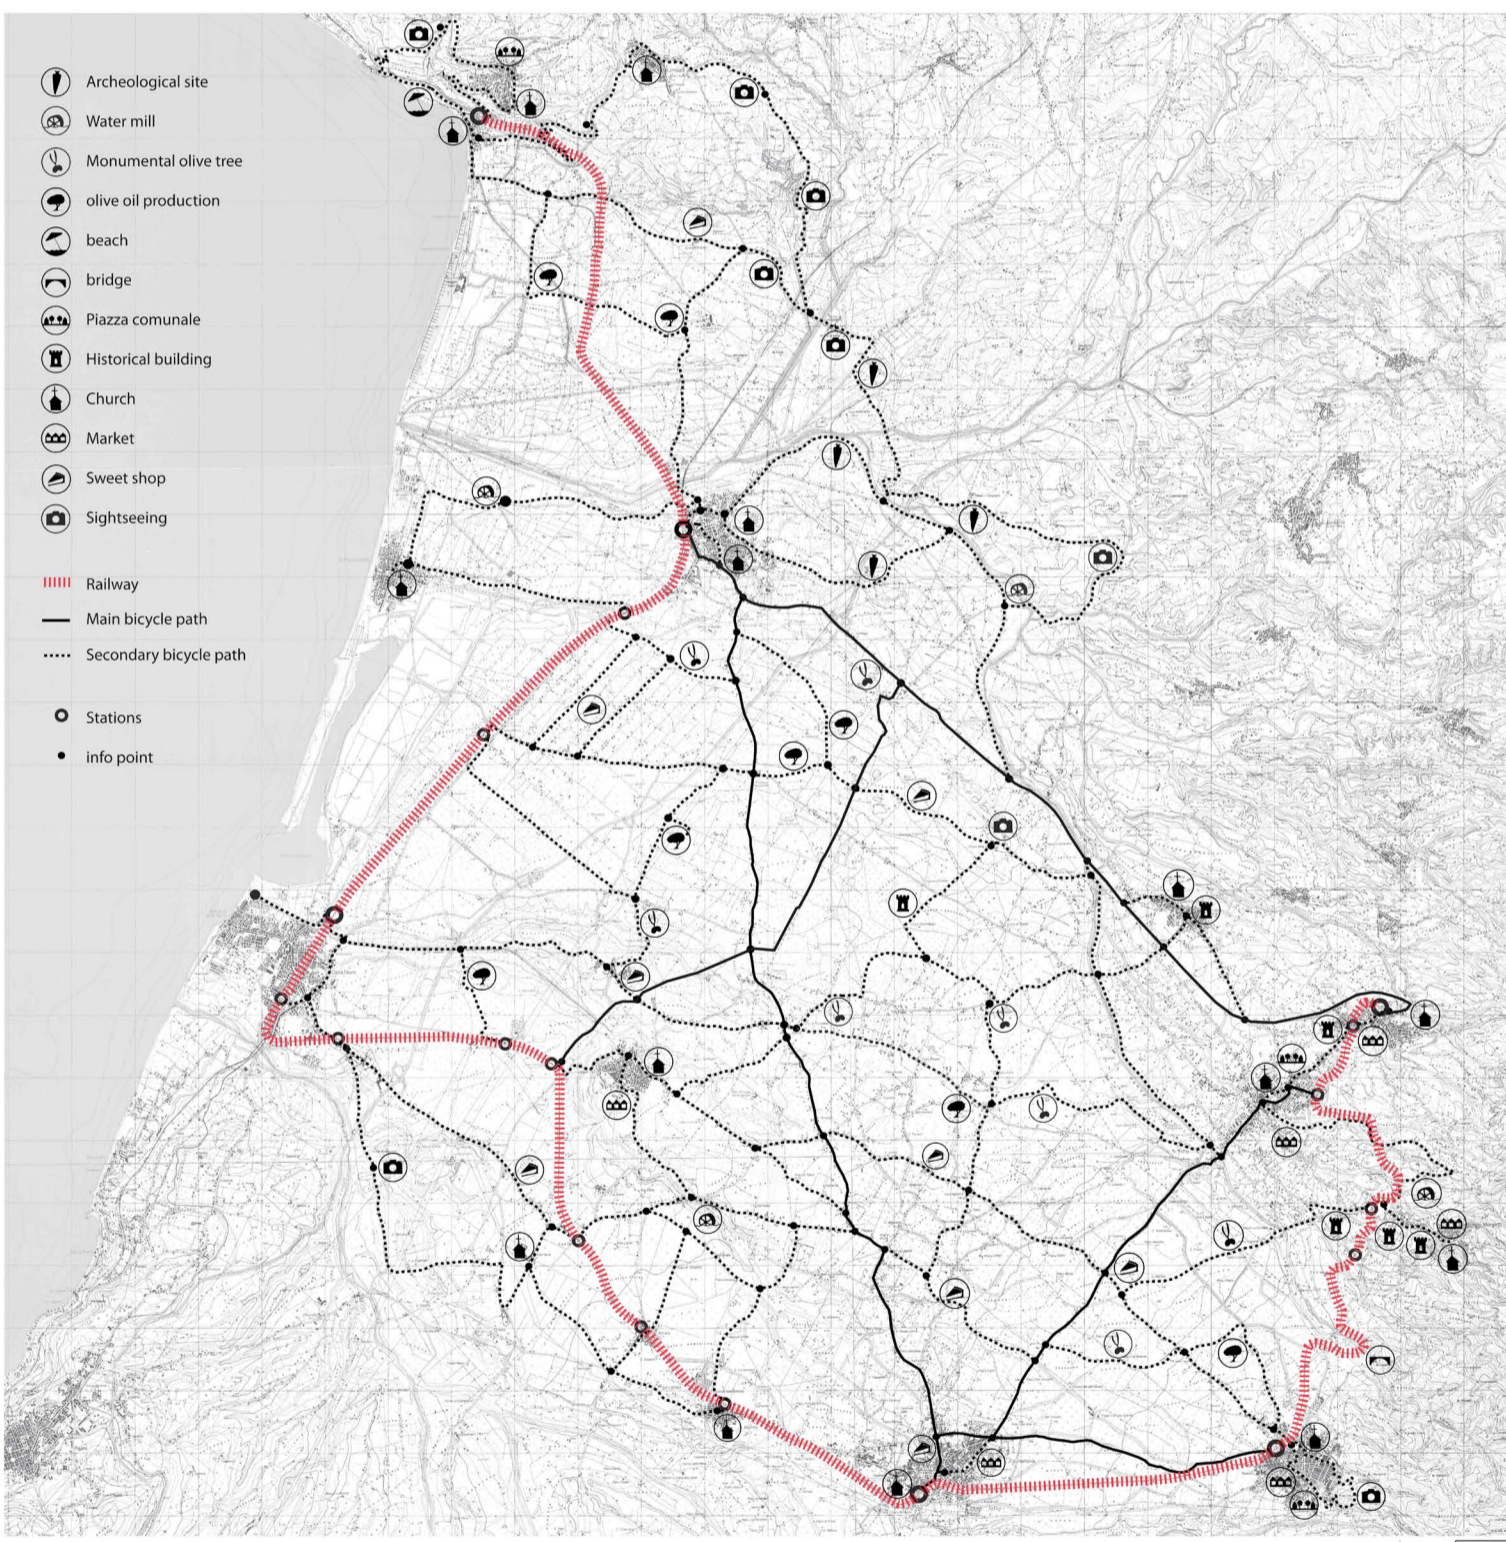 Archeological site
Water mill
Monumental olive tree
olive oil production
beach
bridge
Piazza comunale
Historical building
Church
Market
Sweet shop
Sightseeing
Railway
Main bicycle path
Secondary bicycle path
Stations
info point